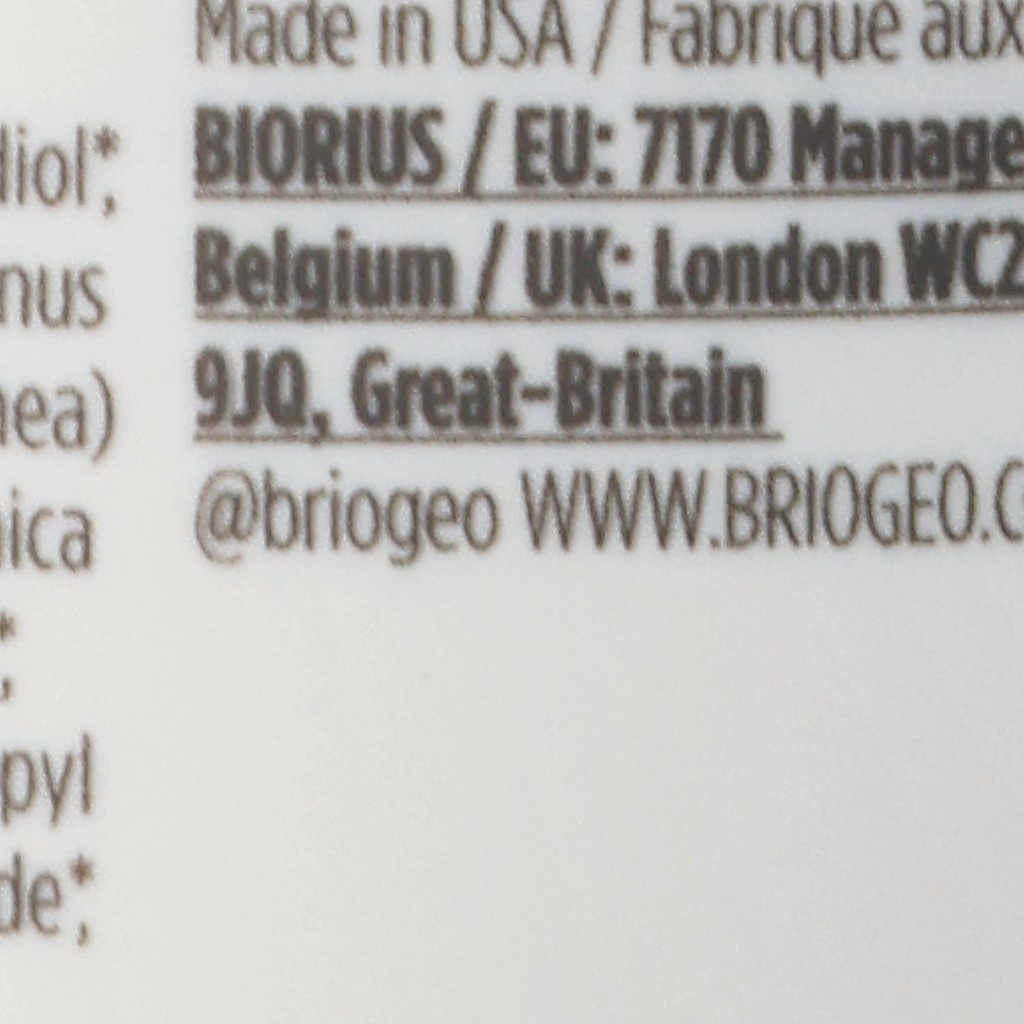 Made in USA / Fabriqué aux
BIORIUS / EU: 7170 Manage
Belgium / UK: London WC2
9JQ, Great-Britain
@briogeo WWW.BRIOGEO.C
diol*,
nus
nea)
nica
*,
pyl
de*,